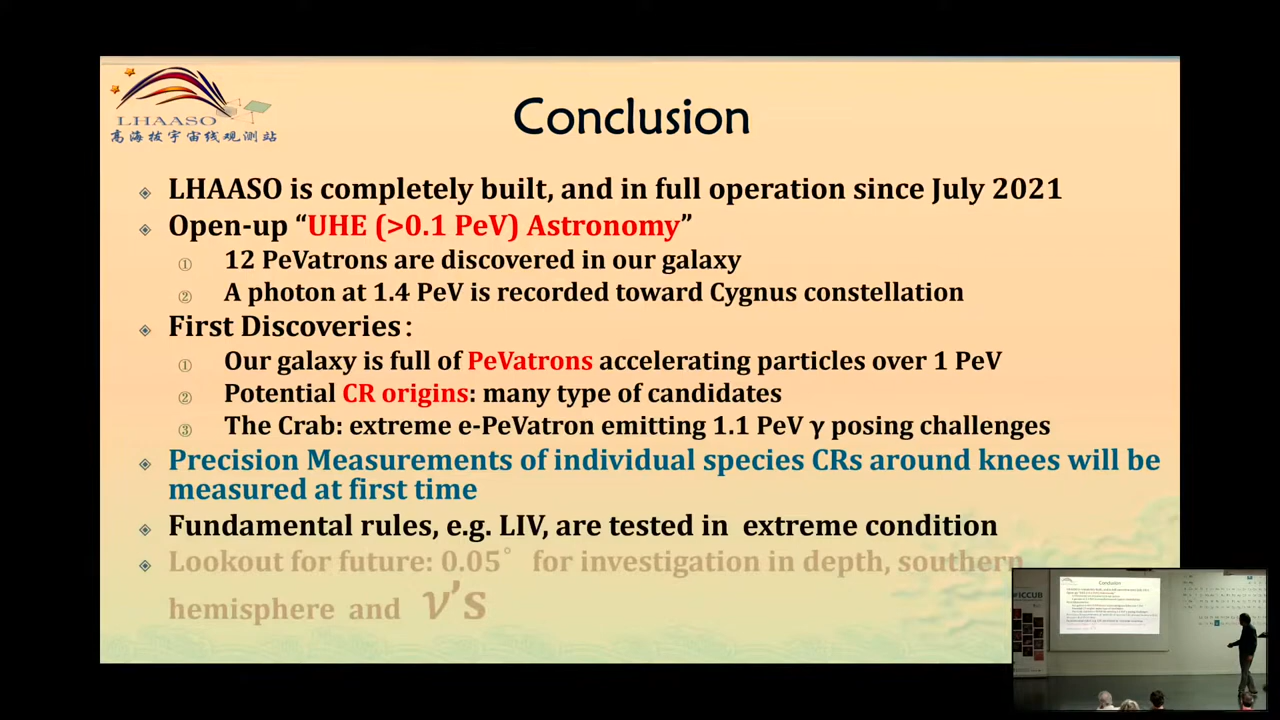 LHAASO
高海拔宇宙线观测站
Conclusion
LHAASO is completely built, and in full operation since July 2021
Open-up “UHE (>0.1 PeV) Astronomy”
① 12 PeVatrons are discovered in our galaxy
② A photon at 1.4 PeV is recorded toward Cygnus constellation
First Discoveries：
① Our galaxy is full of PeVatrons accelerating particles over 1 PeV
② Potential CR origins: many type of candidates
③ The Crab: extreme e-PeVatron emitting 1.1 PeV γ posing challenges
Precision Measurements of individual species CRs around knees will be
measured at first time
Fundamental rules, e.g. LIV, are tested in extreme condition
Lookout for future: 0.05° for investigation in depth, southern
hemisphere and ν’s
Conclusion
ICCUB